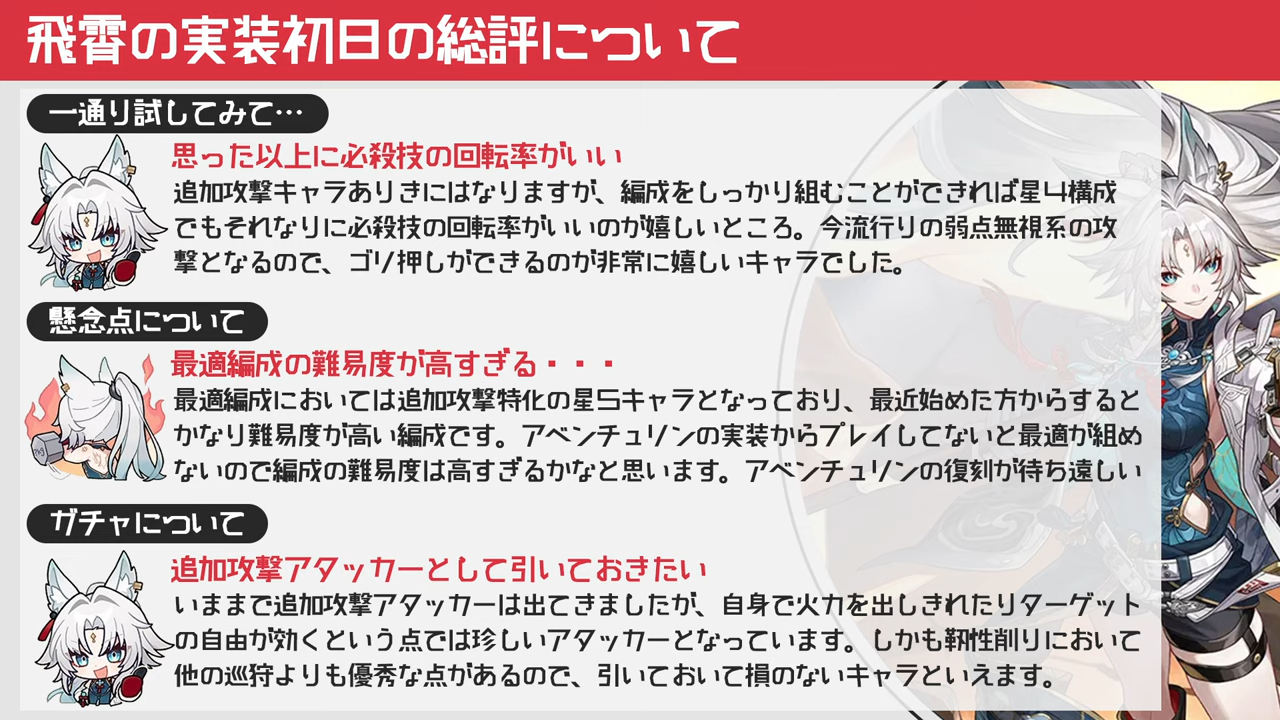 飛霄の実装初日の総評について
一通り試してみて…
思った以上に必殺技の回転率がいい
追加攻撃キャラありきにはなりますが、編成をしっかり組むことができれば星4構成
でもそれなりに必殺技の回転率がいいのが嬉しいところ。今流行りの弱点無視系の攻
撃となるので、ゴリ押しができるのが非常に嬉しいキャラでした。
懸念点について
最適編成の難易度が高すぎる・・・
最適編成においては追加攻撃特化の星5キャラとなっており、最近始めた方からすると
かなり難易度が高い編成です。アベンチュリンの実装からプレイしてないと最適が組め
ないので編成の難易度は高すぎるかなと思います。アベンチュリンの復刻が待ち遠しい
ガチャについて
追加攻撃アタッカーとして引いておきたい
いままで追加攻撃アタッカーは出てきましたが、自身で火力を出しきれたりターゲット
の自由が効くという点では珍しいアタッカーとなっています。しかも靭性削りにおいて
他の巡狩よりも優秀な点があるので、引いておいて損のないキャラといえます。